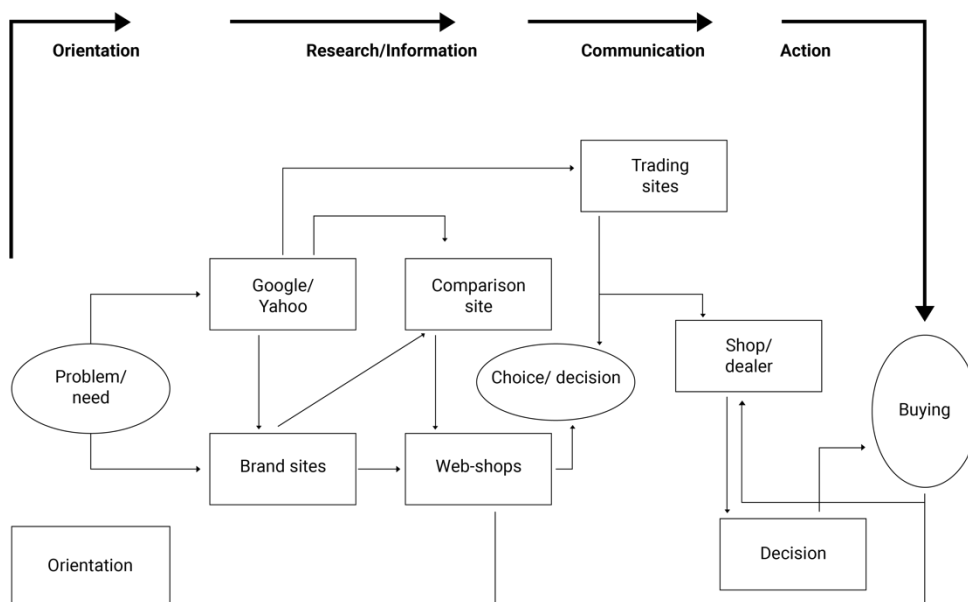 Orientation
Research/Information
Communication
Action
Trading
sites
Google/
Yahoo
Comparison
site
Shop/
dealer
Problem/
need
Choice/ decision
Buying
Brand sites
Web-shops
Orientation
Decision